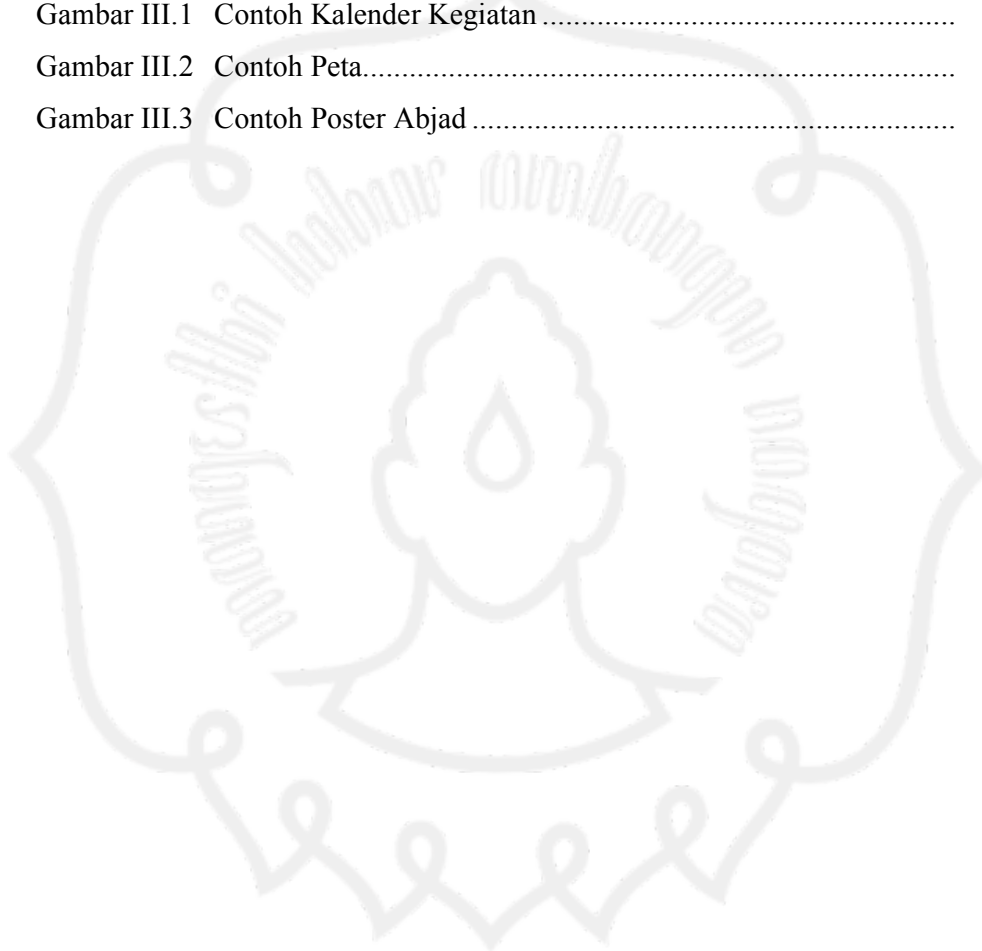 Gambar III.1 Contoh Kalender Kegiatan ......................................................
Gambar III.2 Contoh Peta.............................................................................
Gambar III.3 Contoh Poster Abjad ...............................................................